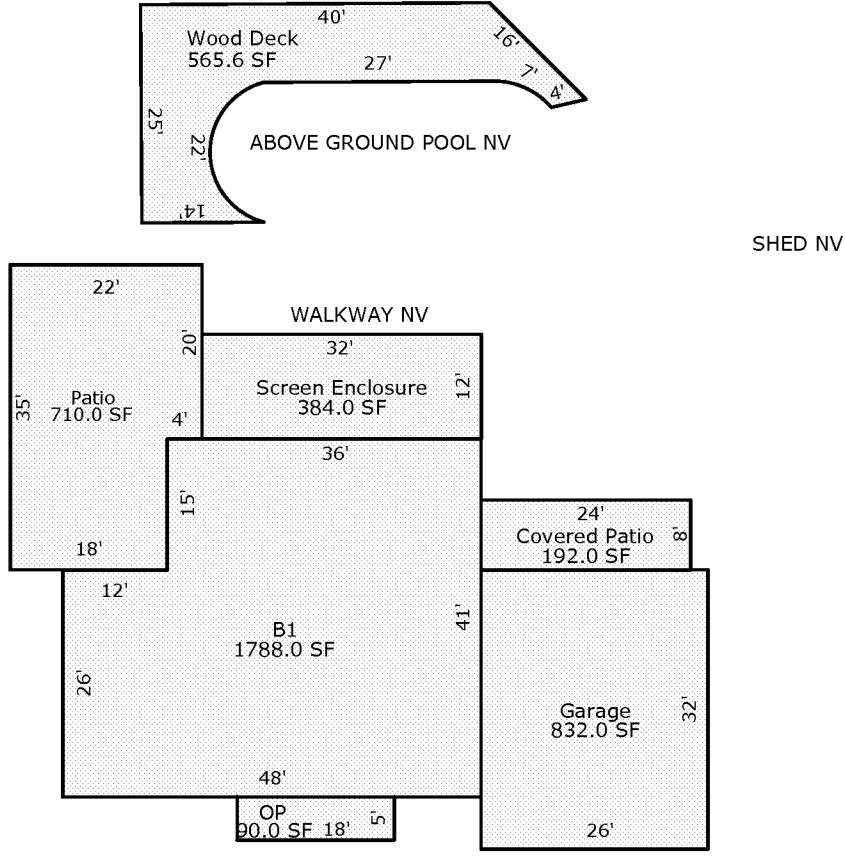 40'
Wood Deck
565.6 SF
16'
27'
7'
4'
25'
22'
ABOVE GROUND POOL NV
14'
SHED NV
22'
WALKWAY NV
20'
32'
Screen Enclosure
384.0 SF
12'
Patio
710.0 SF
35'
4'
36'
15'
18'
24'
Covered Patio
192.0 SF
8'
12'
B1
1788.0 SF
41'
26'
Garage
832.0 SF
32'
48'
OP
90.0 SF
18'
5'
26'